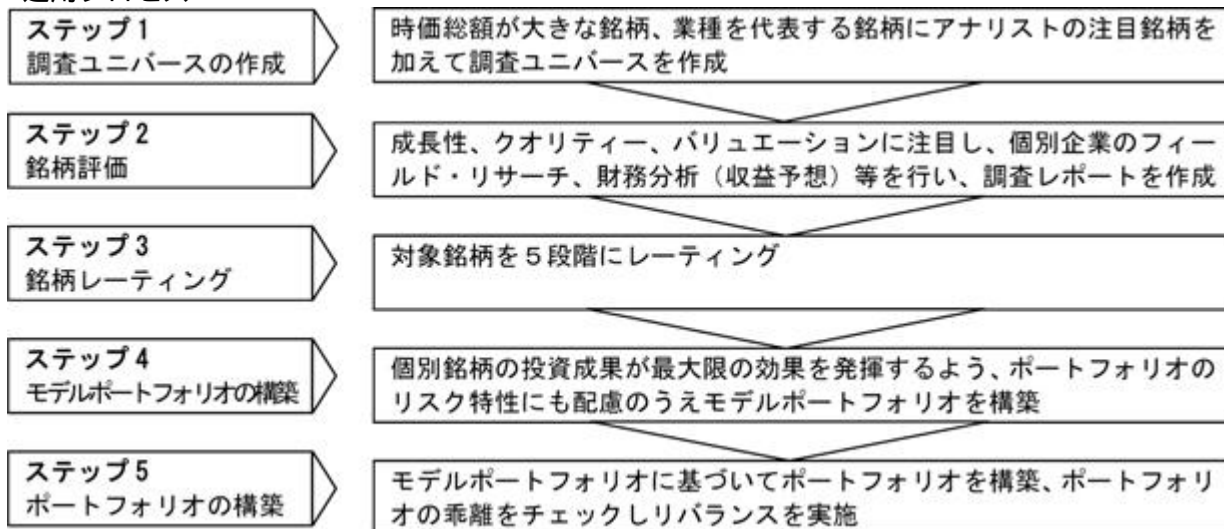 運用プロセス
ステップ１
調査ユニバースの作成
時価総額が大きな銘柄、業種を代表する銘柄にアナリストの注目銘柄を
加えて調査ユニバースを作成
ステップ２
銘柄評価
成長性、クオリティー、バリュエーションに注目し、個別企業のフィー
ルド・リサーチ、財務分析（収益予想）等を行い、調査レポートを作成
ステップ３
銘柄レーティング
対象銘柄を５段階にレーティング
ステップ４
モデルポートフォリオの構築
個別銘柄の投資成果が最大限の効果を発揮するよう、ポートフォリオの
リスク特性にも配慮のうえモデルポートフォリオを構築
ステップ５
ポートフォリオの構築
モデルポートフォリオに基づいてポートフォリオを構築、ポートフォリ
オの乖離をチェックしリバランスを実施